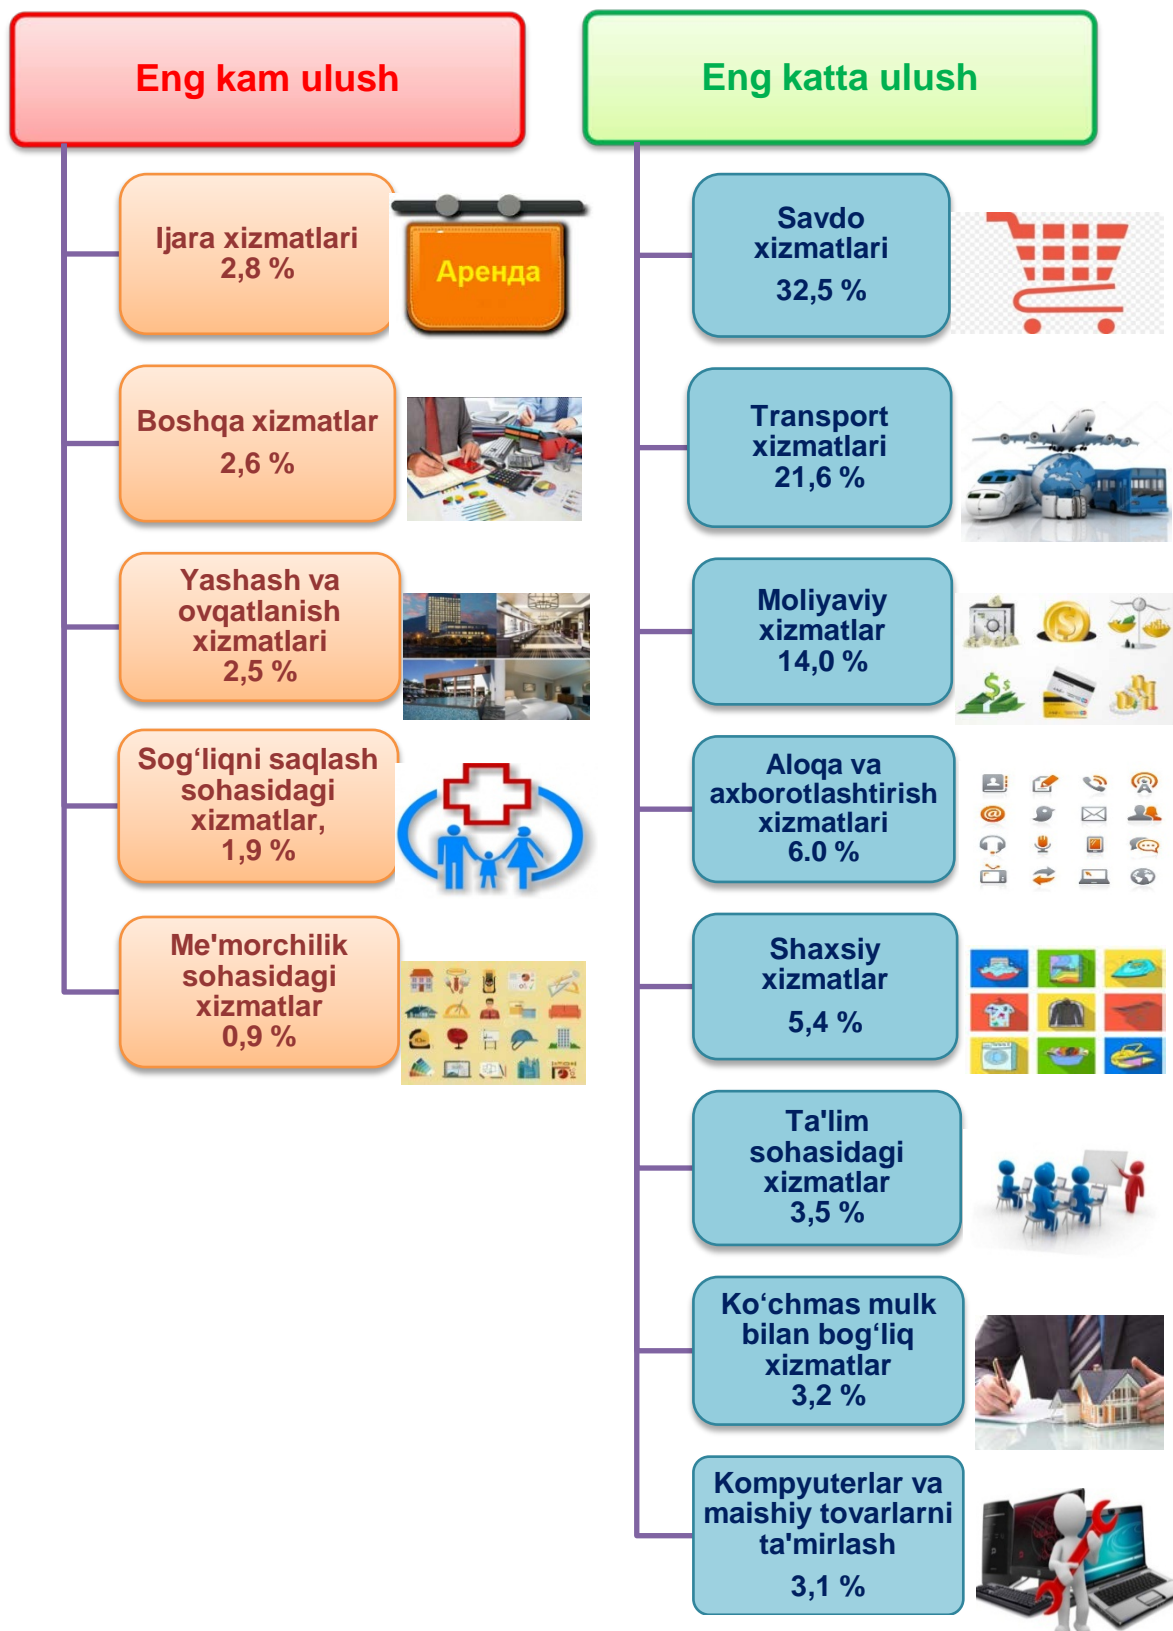 Eng kam ulush
Ijara xizmatlari
2,8 %
Аренда
Boshqa xizmatlar
2,6 %
Yashash va
ovqatlanish
xizmatlari
2,5 %
Sog‘liqni saqlash
sohasidagi
xizmatlar,
1,9 %
Me'morchilik
sohasidagi
xizmatlar
0,9 %
Eng katta ulush
Savdo
xizmatlari
32,5 %
Transport
xizmatlari
21,6 %
Moliyaviy
xizmatlar
14,0 %
Aloqa va
axborotlashtirish
xizmatlari
6.0 %
Shaxsiy
xizmatlar
5,4 %
Ta'lim
sohasidagi
xizmatlar
3,5 %
Ko‘chmas mulk
bilan bog‘liq
xizmatlar
3,2 %
Kompyuterlar va
maishiy tovarlarni
ta'mirlash
3,1 %